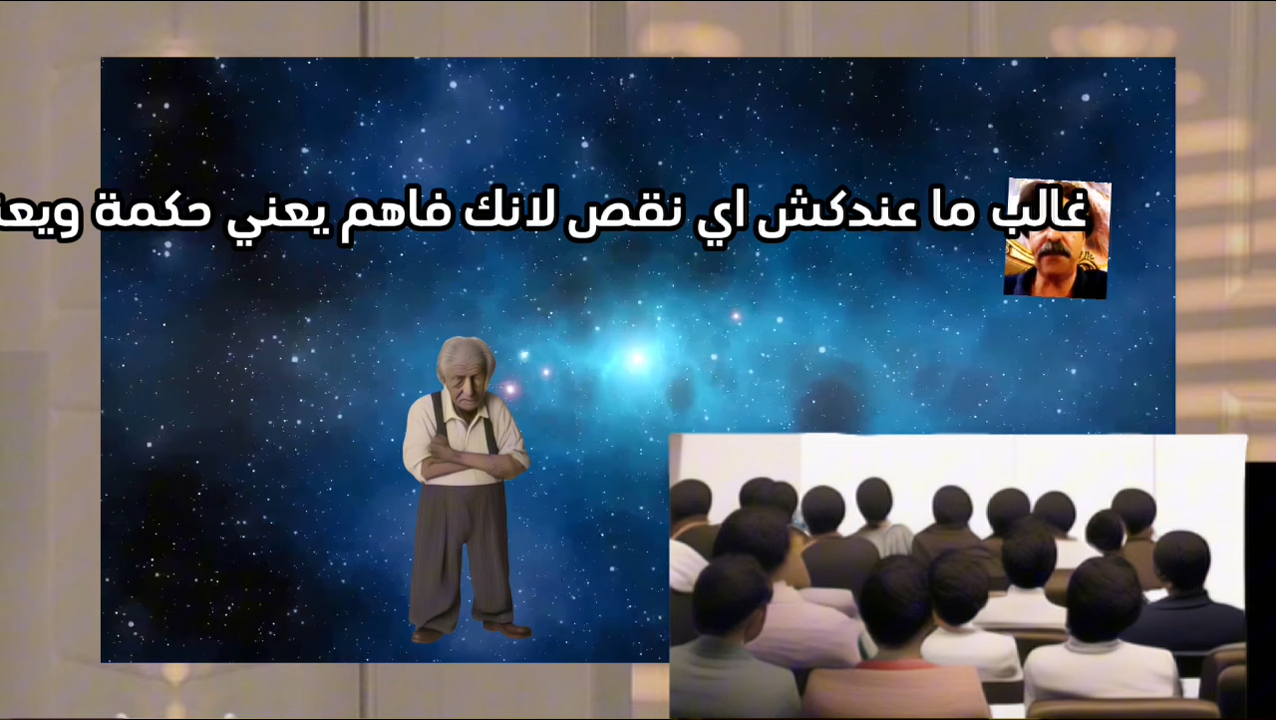 غالب ما عندكش اي نقص لانك فاهم يعني حكمة